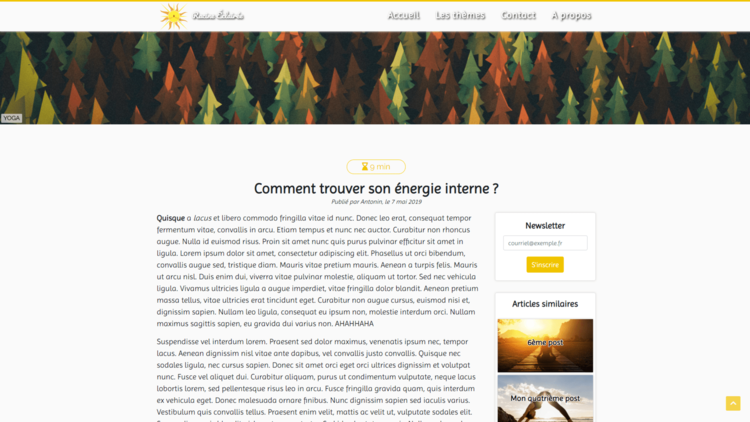 Accueil Les thèmes Contact A propos
YOGA
9 min
Comment trouver son énergie interne ?
Publié par Antonin, le 7 mai 2019
Quisque a lacus et libero commodo fringilla vitae id nunc. Donec leo erat, consequat tempor
fermentum vitae, convallis in arcu. Etiam tempus et nunc nec auctor. Curabitur non rhoncus
augue. Nulla id euismod risus. Proin sit amet nunc quis purus pulvinar efficitur sit amet in
ligula. Lorem ipsum dolor sit amet, consectetur adipiscing elit. Phasellus ut orci bibendum,
convallis augue sed, tristique diam. Mauris vitae pretium mauris. Aenean a turpis felis. Mauris
ut arcu nisl. Duis enim dui, viverra vitae pulvinar molestie, aliquam ut tortor. Sed nec vehicula
ligula. Vivamus ultricies ligula a augue imperdiet, vitae fringilla dolor blandit. Aenean pretium
massa tellus, vitae ultricies erat tincidunt eget. Curabitur non augue cursus, euismod nisi et,
dignissim sapien. Nullam leo ligula, consequat eu ipsum non, molestie interdum orci. Nullam
maximus sagittis sapien, eu gravida dui varius non. AHAHHAHA
Suspendisse vel interdum lorem. Praesent sed dolor maximus, venenatis ipsum nec, tempor
lacus. Aenean dignissim nisl vitae ante dapibus, vel convallis justo convallis. Quisque nec
sodales ligula, nec cursus sapien. Donec sit amet orci eget orci ultrices dignissim et volutpat
nunc. Fusce vel aliquet dui. Curabitur aliquam, purus ut condimentum vulputate, neque lacus
lobortis lorem, sed pellentesque risus leo in arcu. Fusce fringilla gravida quam, quis interdum
ex vehicula eget. Donec malesuada ornare finibus. Nunc dignissim sapien sed iaculis varius.
Vestibulum quis convallis tellus. Praesent enim velit, mattis ac velit ut, vulputate sodales elit.
Newsletter
courriel@exemple.fr
S'inscrire
Articles similaires
6ème post
Mon quatrième post